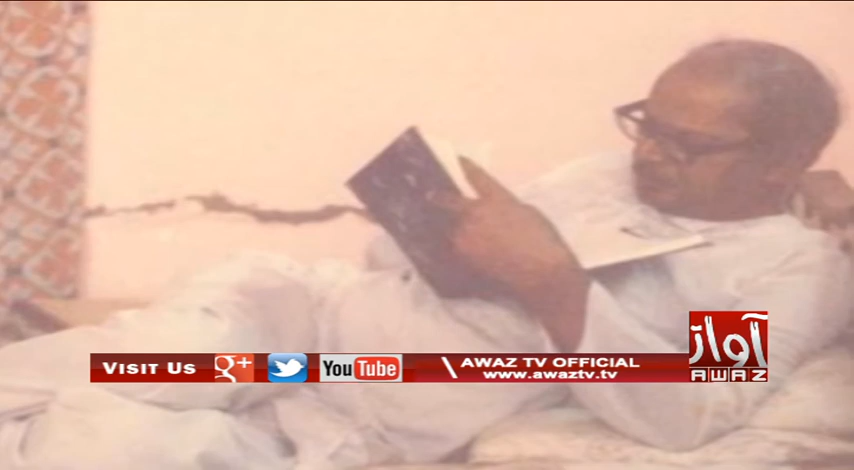 VISIT US
g+
You Tube
\ AWAZ TV OFFICIAL
www.awaztv.tv
آواز
AWAZ